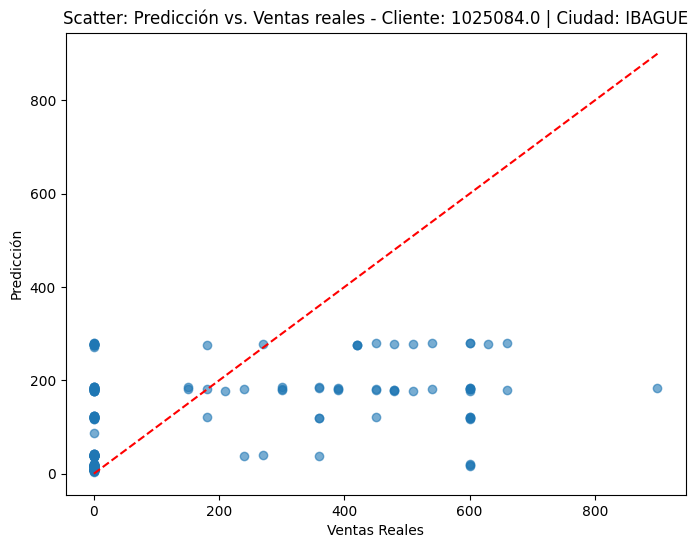 Scatter: Predicción vs. Ventas reales - Cliente: 1025084.0 | Ciudad: IBAGUE
800
600
400
200
0
Predicción
0 200 400 600 800
Ventas Reales